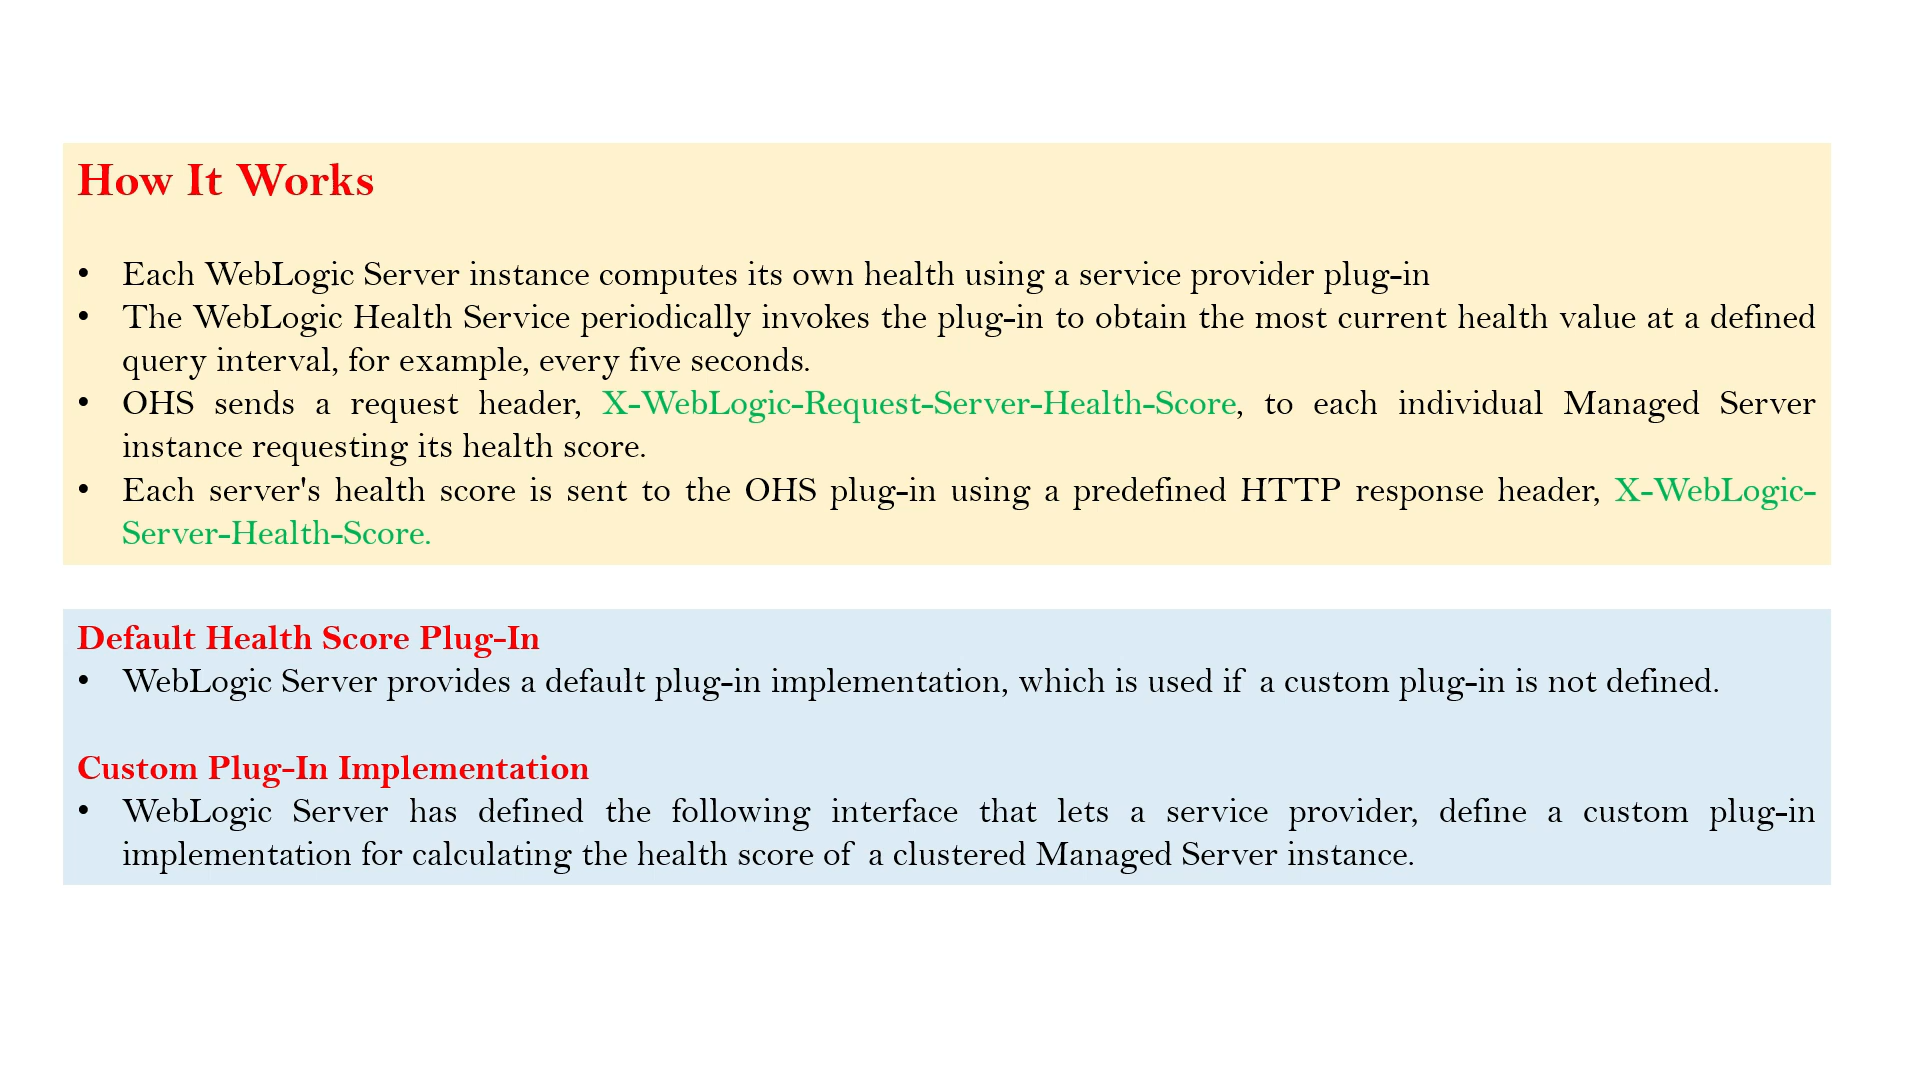 How It Works
• Each WebLogic Server instance computes its own health using a service provider plug-in
• The WebLogic Health Service periodically invokes the plug-in to obtain the most current health value at a defined
query interval, for example, every five seconds.
• OHS sends a request header, X-WebLogic-Request-Server-Health-Score, to each individual Managed Server
instance requesting its health score.
• Each server's health score is sent to the OHS plug-in using a predefined HTTP response header, X-WebLogic-
Server-Health-Score.
Default Health Score Plug-In
• WebLogic Server provides a default plug-in implementation, which is used if a custom plug-in is not defined.
Custom Plug-In Implementation
• WebLogic Server has defined the following interface that lets a service provider, define a custom plug-in
implementation for calculating the health score of a clustered Managed Server instance.